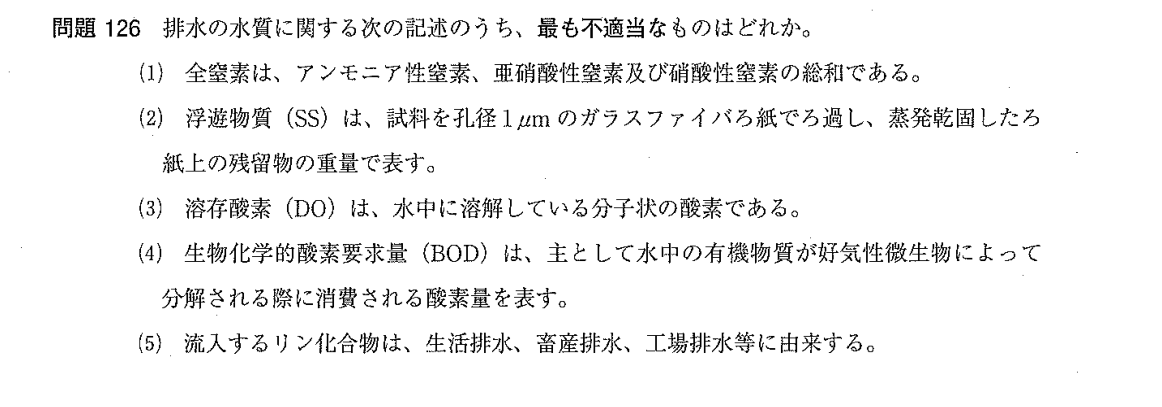 問題 126　排水の水質に関する次の記述のうち、最も不適当なものはどれか。
(1)　全窒素は、アンモニア性窒素、亜硝酸性窒素及び硝酸性窒素の総和である。
(2)　浮遊物質（SS）は、試料を孔径1μmのガラスファイバろ紙でろ過し、蒸発乾固したろ
紙上の残留物の重量で表す。
(3)　溶存酸素（DO）は、水中に溶解している分子状の酸素である。
(4)　生物化学的酸素要求量（BOD）は、主として水中の有機物質が好気性微生物によって
分解される際に消費される酸素量を表す。
(5)　流入するリン化合物は、生活排水、畜産排水、工場排水等に由来する。